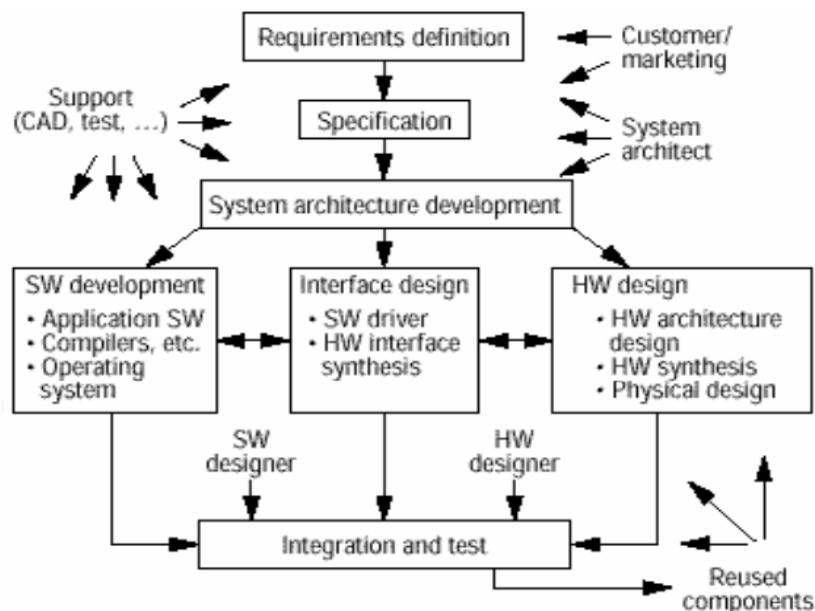 Requirements definition
Customer/
marketing
Support
(CAD, test, ...)
Specification
System
architect
System architecture development
SW development
• Application SW
• Compilers, etc.
• Operating
system
Interface design
• SW driver
• HW interface
synthesis
HW design
• HW architecture
design
• HW synthesis
• Physical design
SW
designer
HW
designer
Integration and test
Reused
components